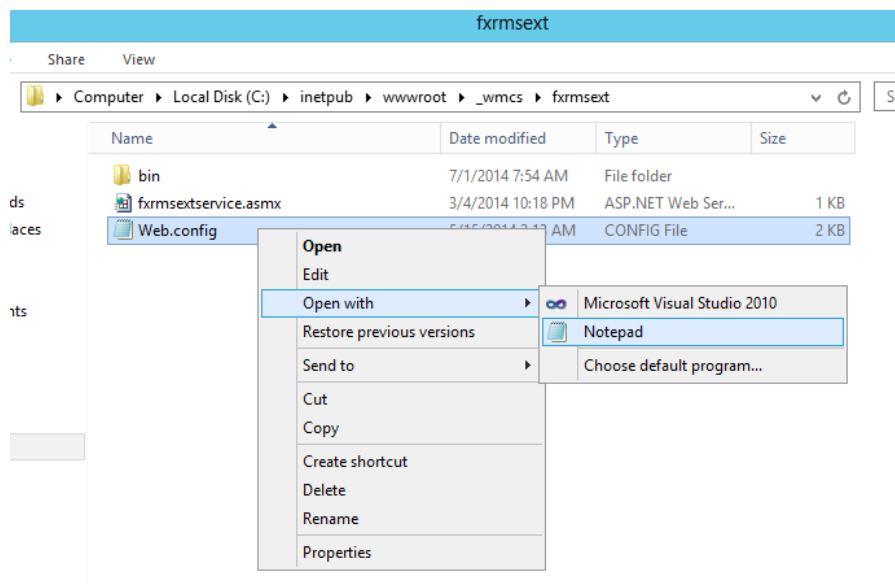 fxrmsext
Share View
Computer Local Disk (C:) inetpub wwwroot _wmcs fxrmsext S
Name Date modified Type Size
bin 7/1/2014 7:54 AM File folder
ds fxrmsextservice.asmx 3/4/2014 10:18 PM ASP.NET Web Ser... 1 KB
laces Web.config AM CONFIG File 2 KB
Open
Edit
Open with Microsoft Visual Studio 2010
nts
Restore previous versions Notepad
Send to Choose default program...
Cut
Copy
Create shortcut
Delete
Rename
Properties